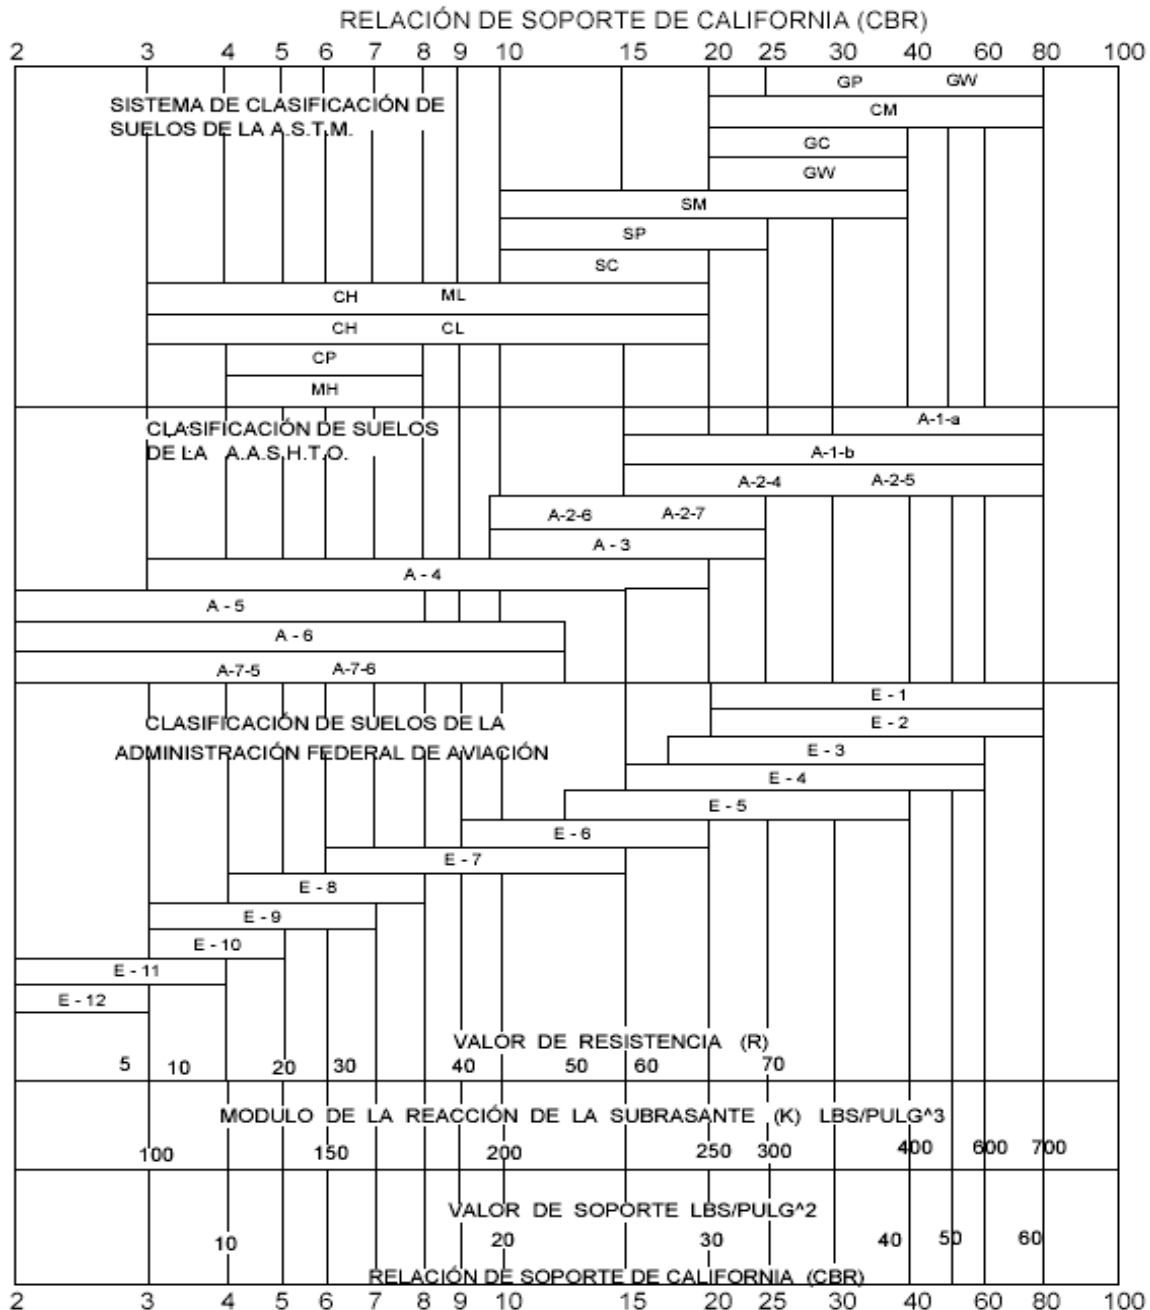 RELACIÓN DE SOPORTE DE CALIFORNIA (CBR)
2 3 4 5 6 7 8 9 10 15 20 25 30 40 60 80 100
GP GW
SISTEMA DE CLASIFICACIÓN DE
SUELOS DE LA A.S.T.M.
CM
GC
GW
SM
SP
SC
CH ML
CH CL
CP
MH
CLASIFICACIÓN DE SUELOS
DE LA A.A.S.H.T.O.
A-1-a
A-1-b
A-2-4 A-2-5
A-2-6 A-2-7
A - 3
A - 4
A - 5
A - 6
A-7-5 A-7-6
CLASIFICACIÓN DE SUELOS DE LA
ADMINISTRACIÓN FEDERAL DE AVIACIÓN
E - 1
E - 2
E - 3
E - 4
E - 5
E - 6
E - 7
E - 8
E - 9
E - 10
E - 11
E - 12
VALOR DE RESISTENCIA (R)
5 10 20 30 40 50 60 70
MODULO DE LA REACCIÓN DE LA SUBRASANTE (K) LBS/PULG^3
100 150 200 250 300 400 600 700
VALOR DE SOPORTE LBS/PULG^2
10 20 30 40 50 60
RELACIÓN DE SOPORTE DE CALIFORNIA (CBR)
2 3 4 5 6 7 8 9 10 15 20 25 30 40 60 80 100